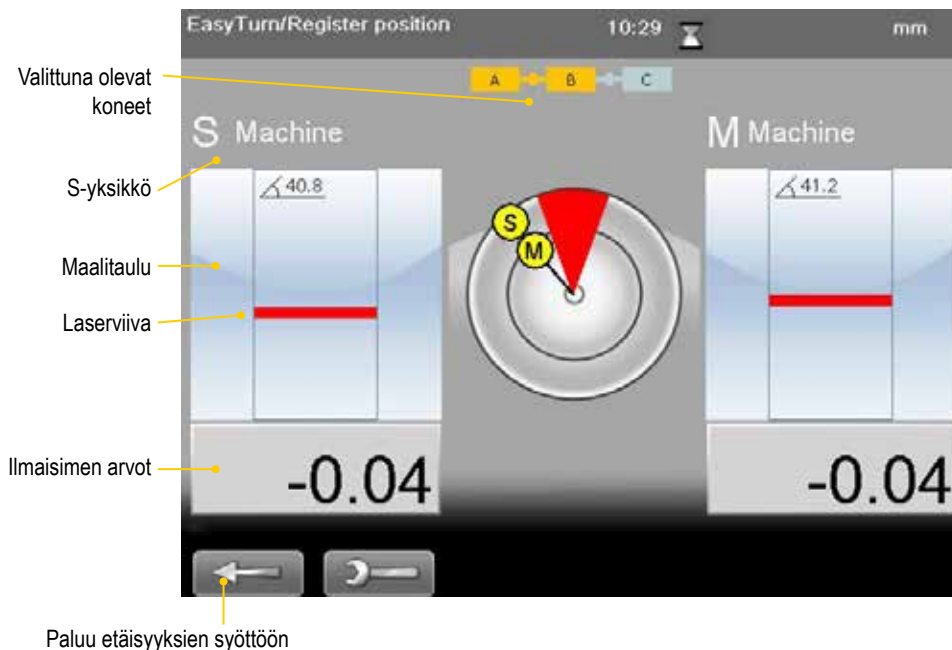 EasyTurn/Register position 10:29 mm
Valittuna olevat
koneet
A B C
S Machine M Machine
S-yksikkö
40.8 41.2
S
M
Maalitaulu
Laserviiva
Ilmaisimen arvot
-0.04 -0.04
Paluu etäisyyksien syöttöön